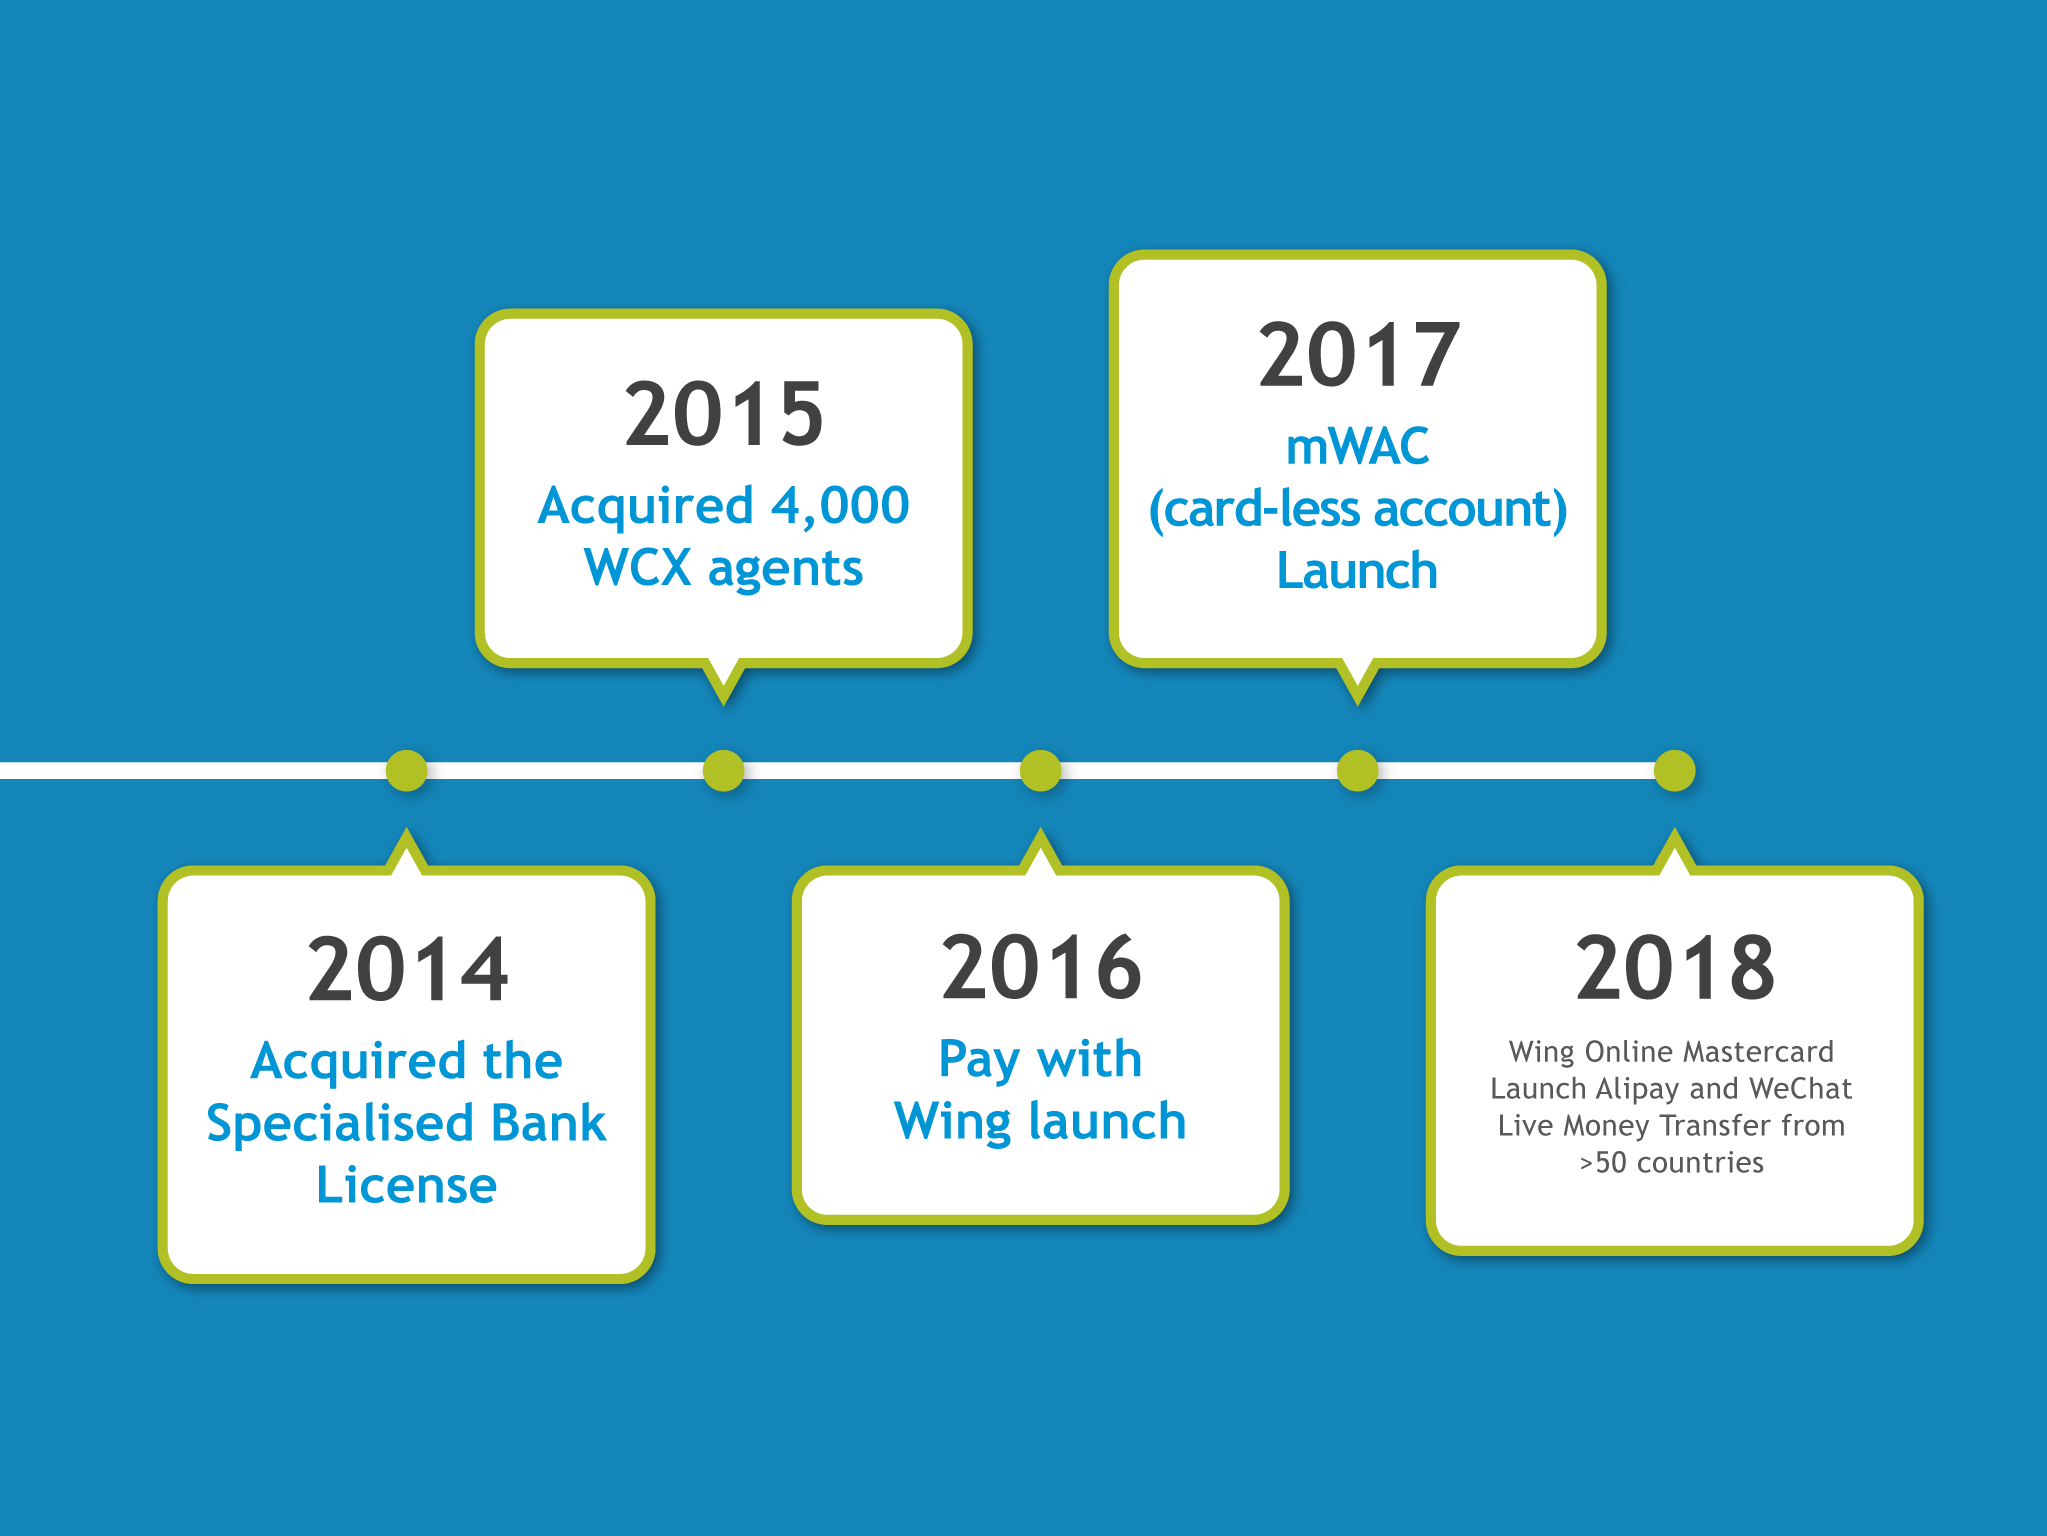 2014
Acquired the
Specialised Bank
License
2015
Acquired 4,000
WCX agents
2016
Pay with
Wing launch
2017
mWAC
(card-less account)
Launch
2018
Wing Online Mastercard
Launch Alipay and WeChat
Live Money Transfer from
>50 countries